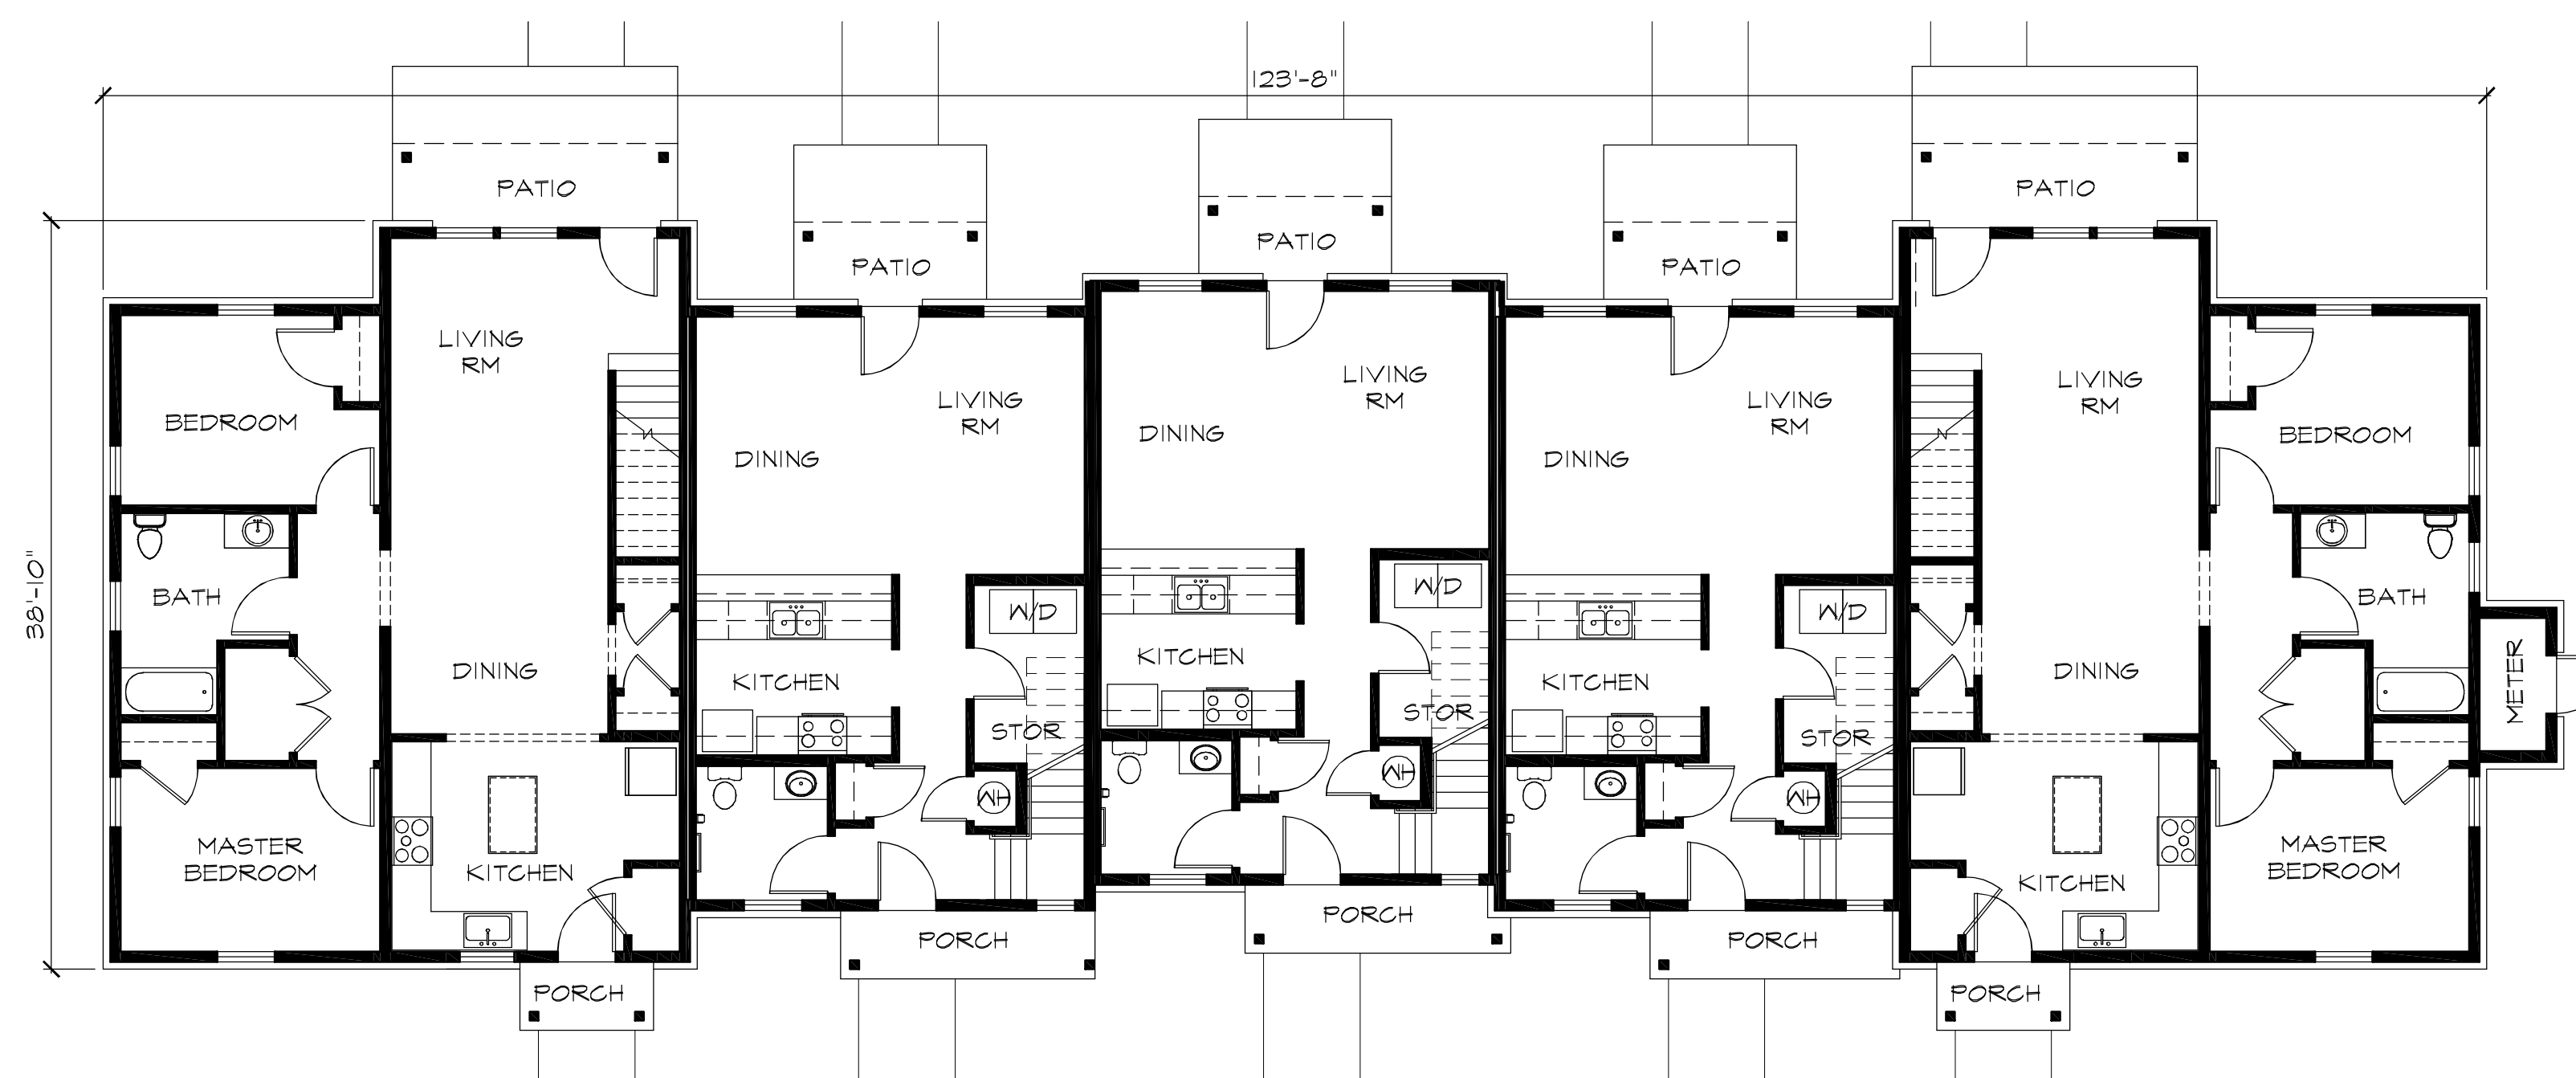 123'-8"
PATIO
PATIO
PATIO
PATIO
PATIO
LIVING
RM
LIVING
RM
LIVING
RM
LIVING
RM
LIVING
RM
BEDROOM
DINING
DINING
DINING
BEDROOM
38'-10"
BATH
W/D
W/D
W/D
BATH
DINING
KITCHEN
KITCHEN
KITCHEN
DINING
METER
STOR
STOR
STOR
WH
WH
WH
MASTER
BEDROOM
KITCHEN
KITCHEN
MASTER
BEDROOM
PORCH
PORCH
PORCH
PORCH
PORCH